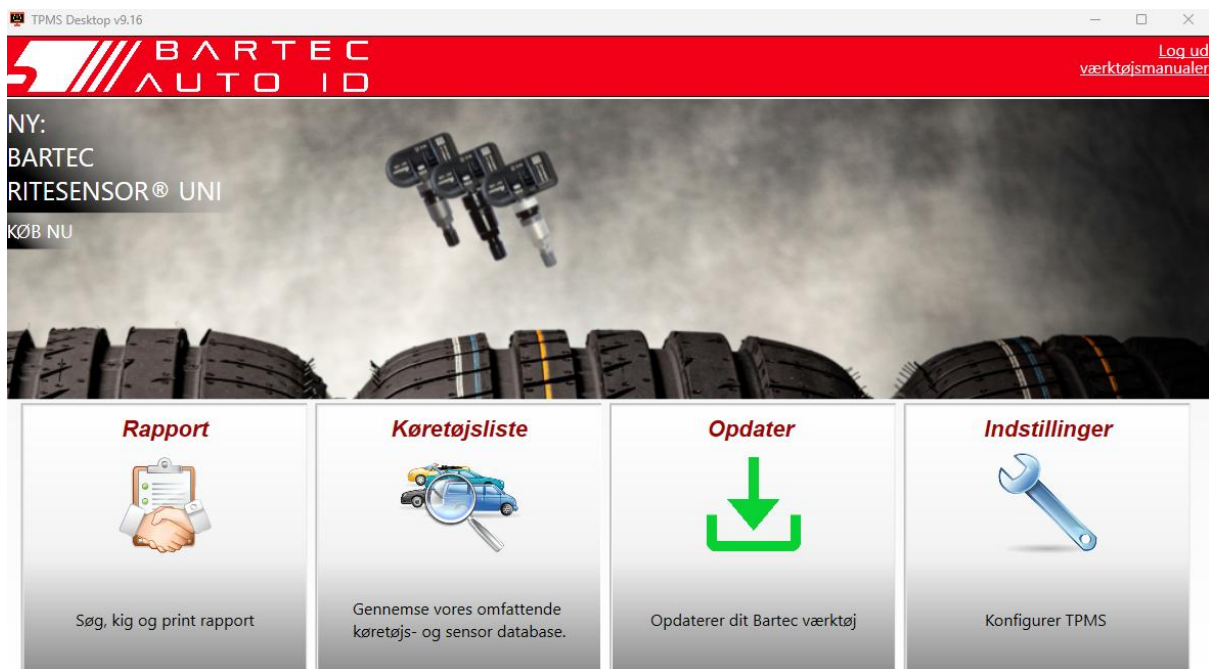 TPMS Desktop v9.16
BARTEC
AUTO ID
Log ud
værktøjsmanualer
NY:
BARTEC
RITESENSOR® UNI
KØB NU
Rapport
Søg, kig og print rapport
Køretøjsliste
Gennemse vores omfattende
køretøjs- og sensor database.
Opdater
Opdaterer dit Bartec værktøj
Indstillinger
Konfigurer TPMS